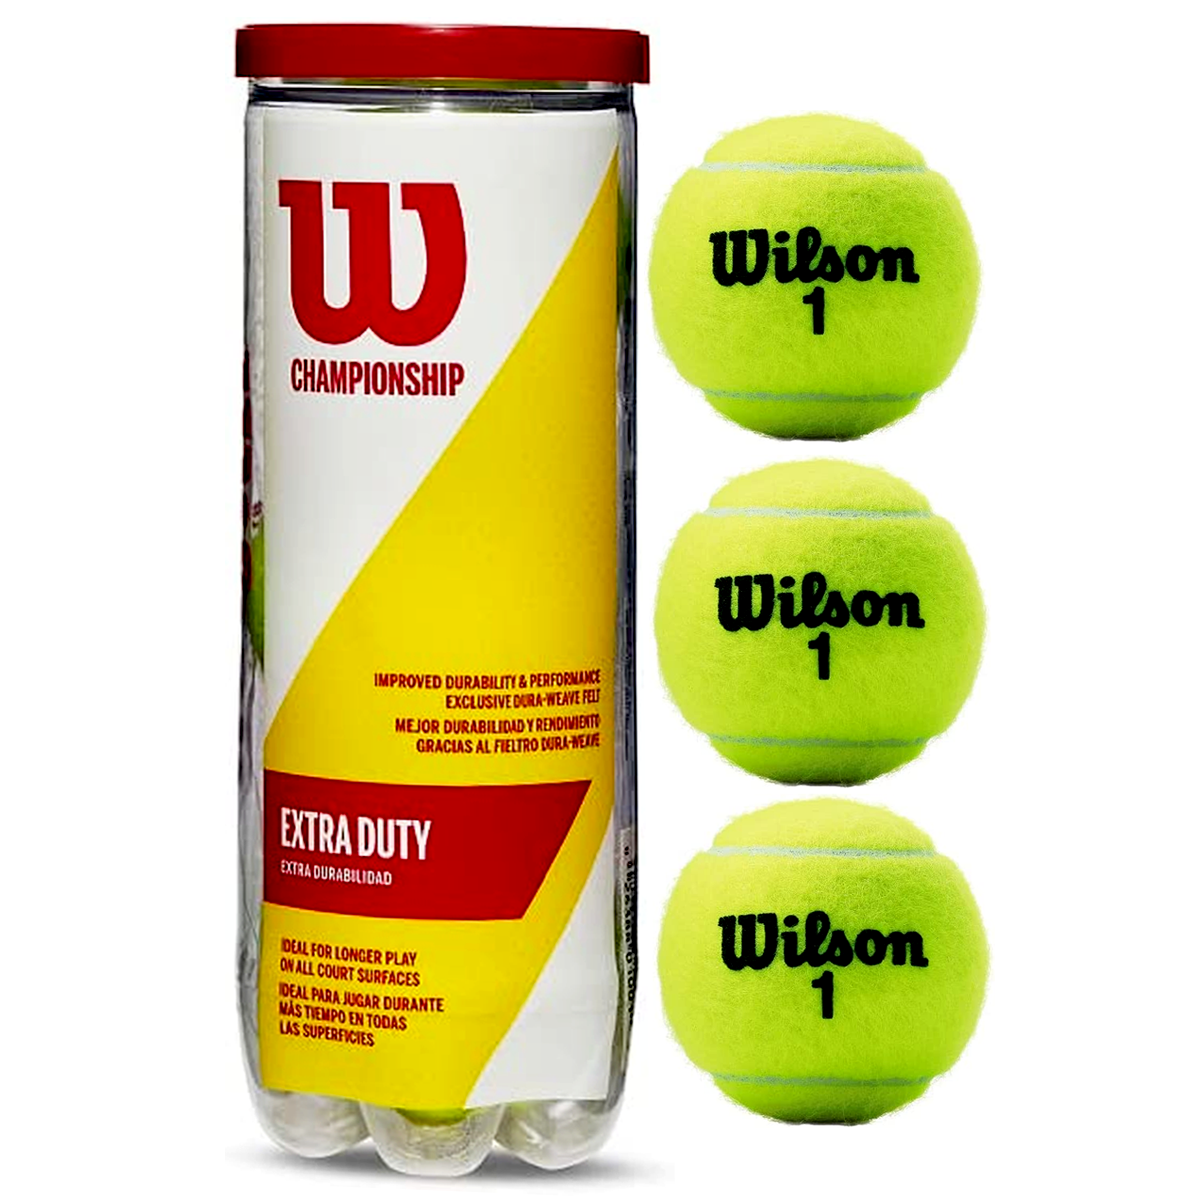 W
CHAMPIONSHIP
IMPROVED DURABILITY & PERFORMANCE
EXCLUSIVE DURA-WEAVE FELT
MEJOR DURABILIDAD Y RENDIMIENTO
GRACIAS AL FIELTRO DURA-WEAVE
EXTRA DUTY
EXTRA DURABILIDAD
IDEAL FOR LONGER PLAY
ON ALL COURT SURFACES
IDEAL PARA JUGAR DURANTE
MÁS TIEMPO EN TODAS
LAS SUPERFICIES
Wilson
1
Wilson
1
Wilson
1